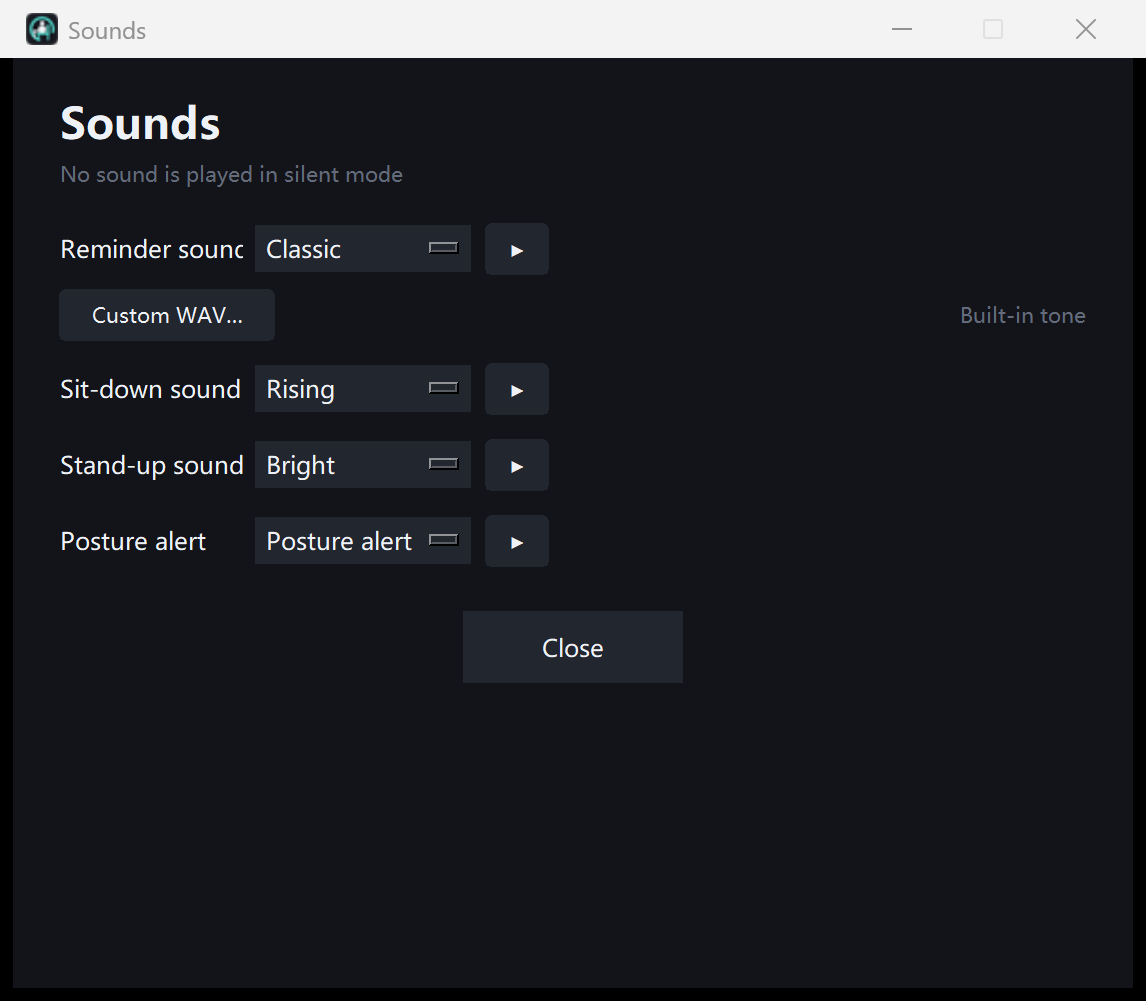 Sounds
Sounds
No sound is played in silent mode
Reminder sound Classic ▶
Custom WAV... Built-in tone
Sit-down sound Rising ▶
Stand-up sound Bright ▶
Posture alert Posture alert ▶
Close